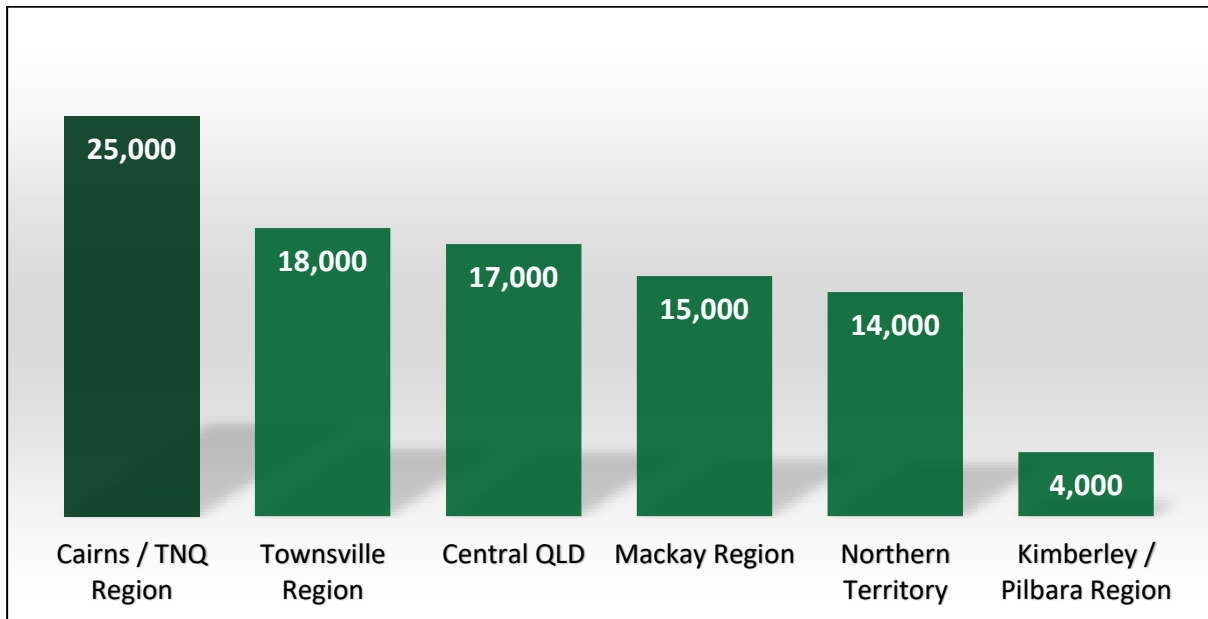 25,000
18,000
17,000
15,000
14,000
4,000
Cairns / TNQ
Region
Townsville
Region
Central QLD
Mackay Region
Northern
Territory
Kimberley /
Pilbara Region